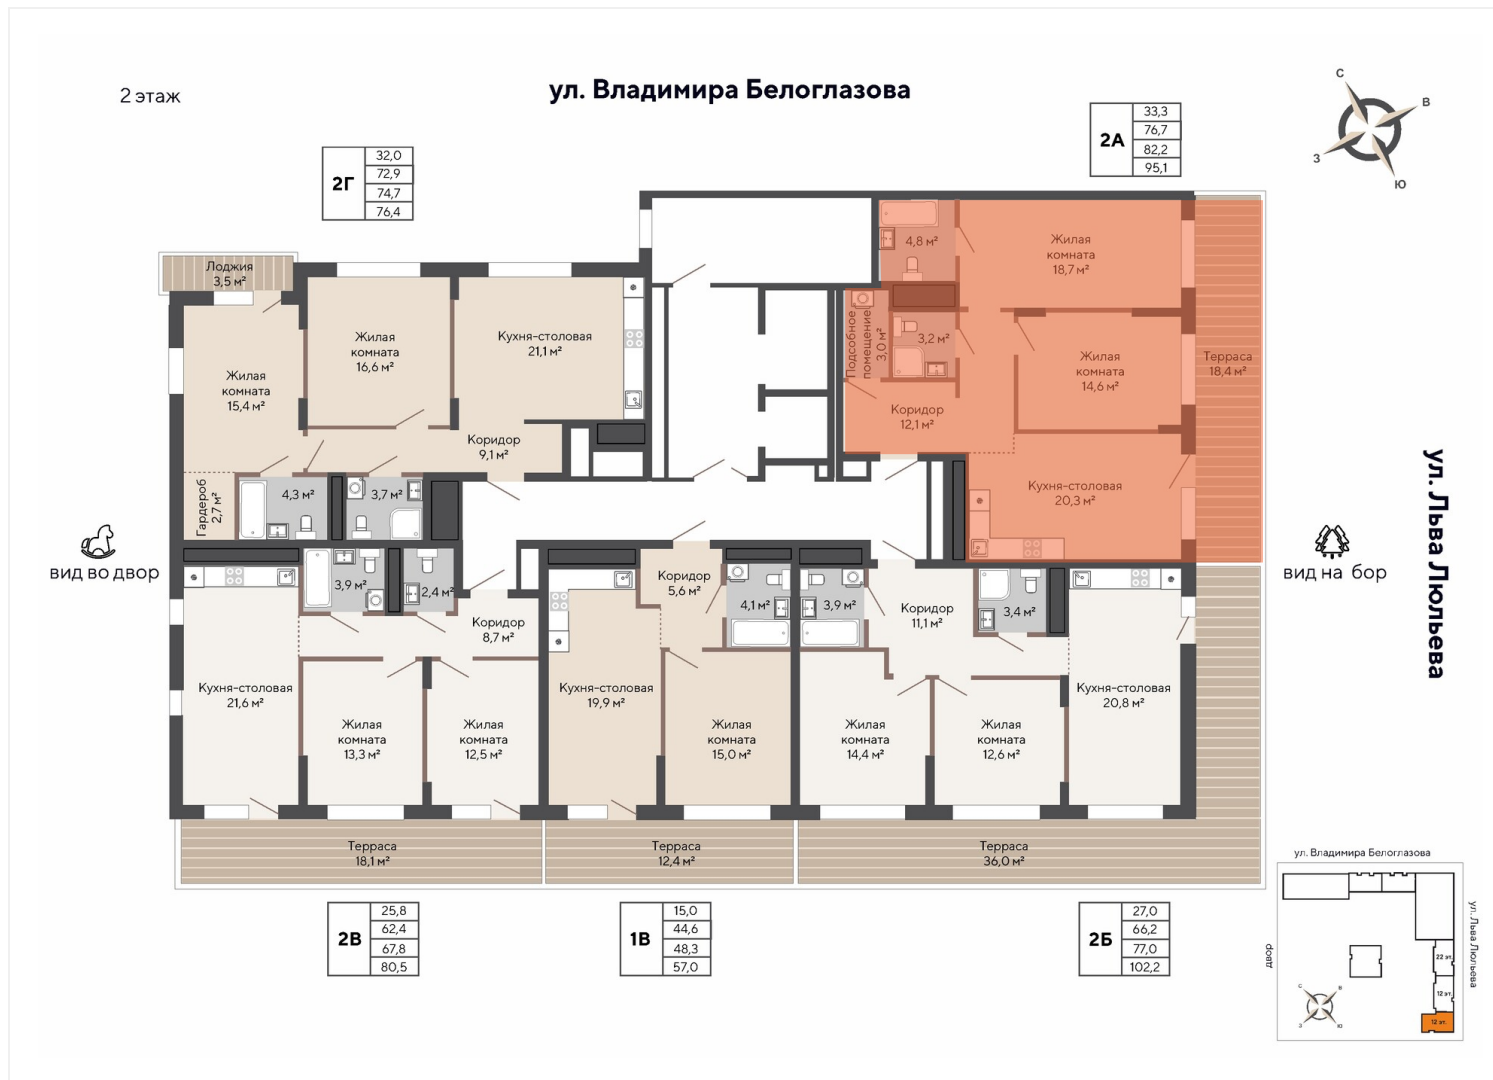 2 этаж
ул. Владимира Белоглазова
С
В
З
Ю
2А
33,3
76,7
82,2
95,1
2Г
32,0
72,9
74,7
76,4
Лоджия
3,5 м²
Жилая
комната
15,4 м²
Жилая
комната
16,6 м²
Кухня-столовая
21,1 м²
Коридор
9,1 м²
Гардероб
2,7 м²
4,3 м²
3,7 м²
4,8 м²
Жилая
комната
18,7 м²
Подсобное
помещение
3,0 м²
3,2 м²
Жилая
комната
14,6 м²
Терраса
18,4 м²
Коридор
12,1 м²
Кухня-столовая
20,3 м²
вид во двор
вид на бор
ул. Льва Люльева
3,9 м²
2,4 м²
Коридор
8,7 м²
Кухня-столовая
21,6 м²
Жилая
комната
13,3 м²
Жилая
комната
12,5 м²
Коридор
5,6 м²
4,1 м²
Кухня-столовая
19,9 м²
Жилая
комната
15,0 м²
3,9 м²
Коридор
11,1 м²
3,4 м²
Жилая
комната
14,4 м²
Жилая
комната
12,6 м²
Кухня-столовая
20,8 м²
Терраса
18,1 м²
Терраса
12,4 м²
Терраса
36,0 м²
2В
25,8
62,4
67,8
80,5
1В
15,0
44,6
48,3
57,0
2Б
27,0
66,2
77,0
102,2
ул. Владимира Белоглазова
двор
ул. Льва Люльева
22 эт.
12 эт.
12 эт.
С
В
З
Ю